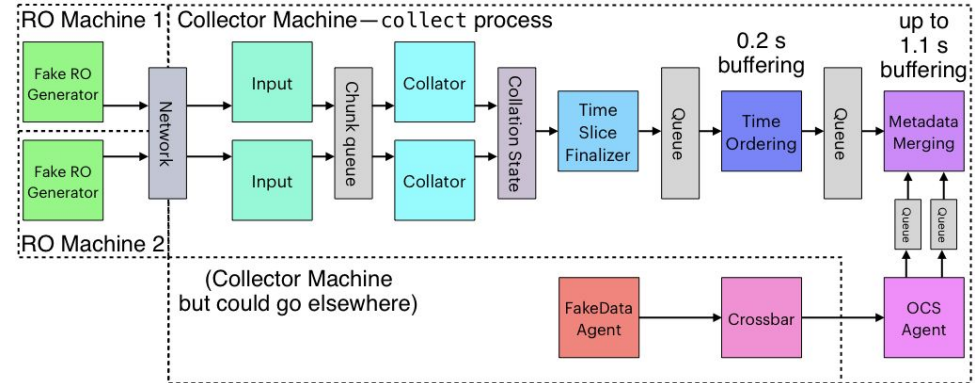 RO Machine 1
Collector Machine—collect process
up to
1.1 s
buffering
0.2 s
buffering
Fake RO
Generator
Network
Input
Chunk queue
Collator
Collation State
Time
Slice
Finalizer
Queue
Time
Ordering
Queue
Metadata
Merging
Fake RO
Generator
Input
Collator
Queue
Queue
RO Machine 2
(Collector Machine
but could go elsewhere)
FakeData
Agent
Crossbar
OCS
Agent